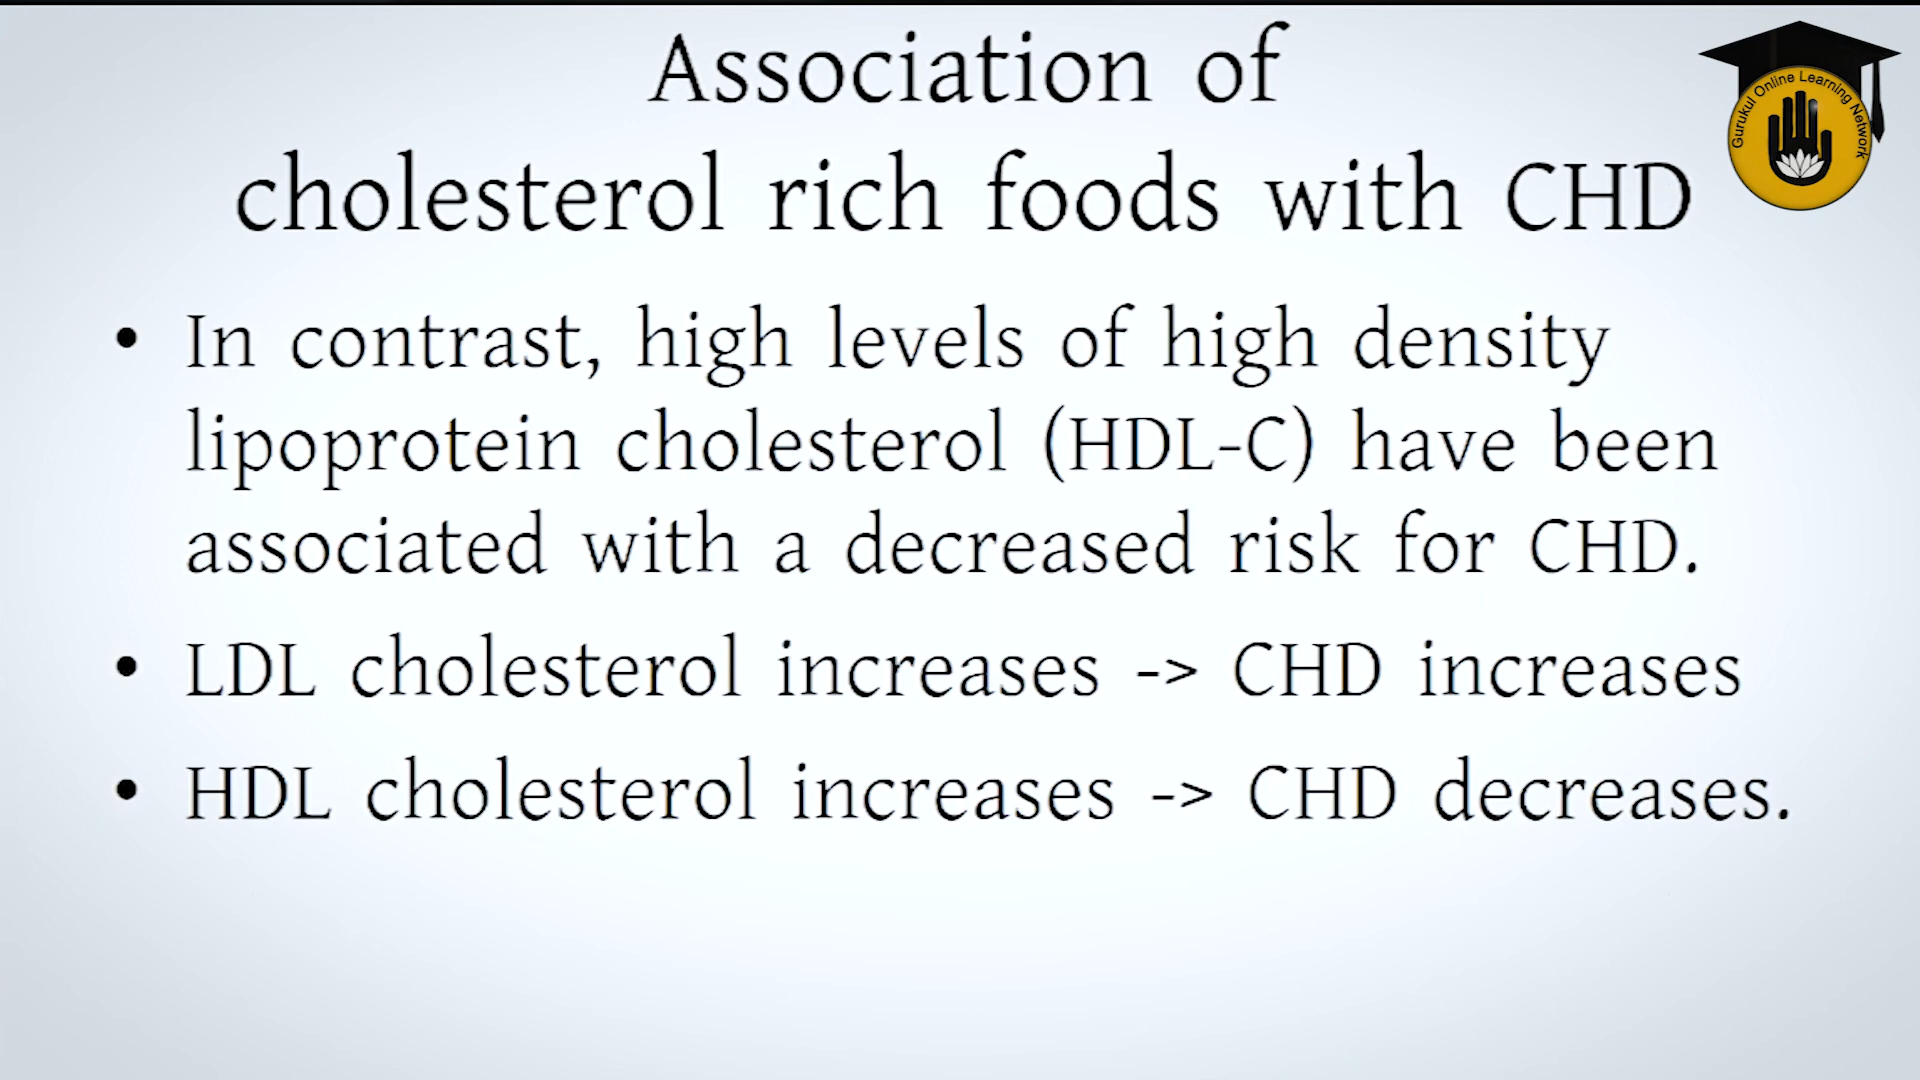 Association of
cholesterol rich foods with CHD
Gurukul Online Learning Network
• In contrast, high levels of high density
lipoprotein cholesterol (HDL-C) have been
associated with a decreased risk for CHD.
• LDL cholesterol increases -> CHD increases
• HDL cholesterol increases -> CHD decreases.